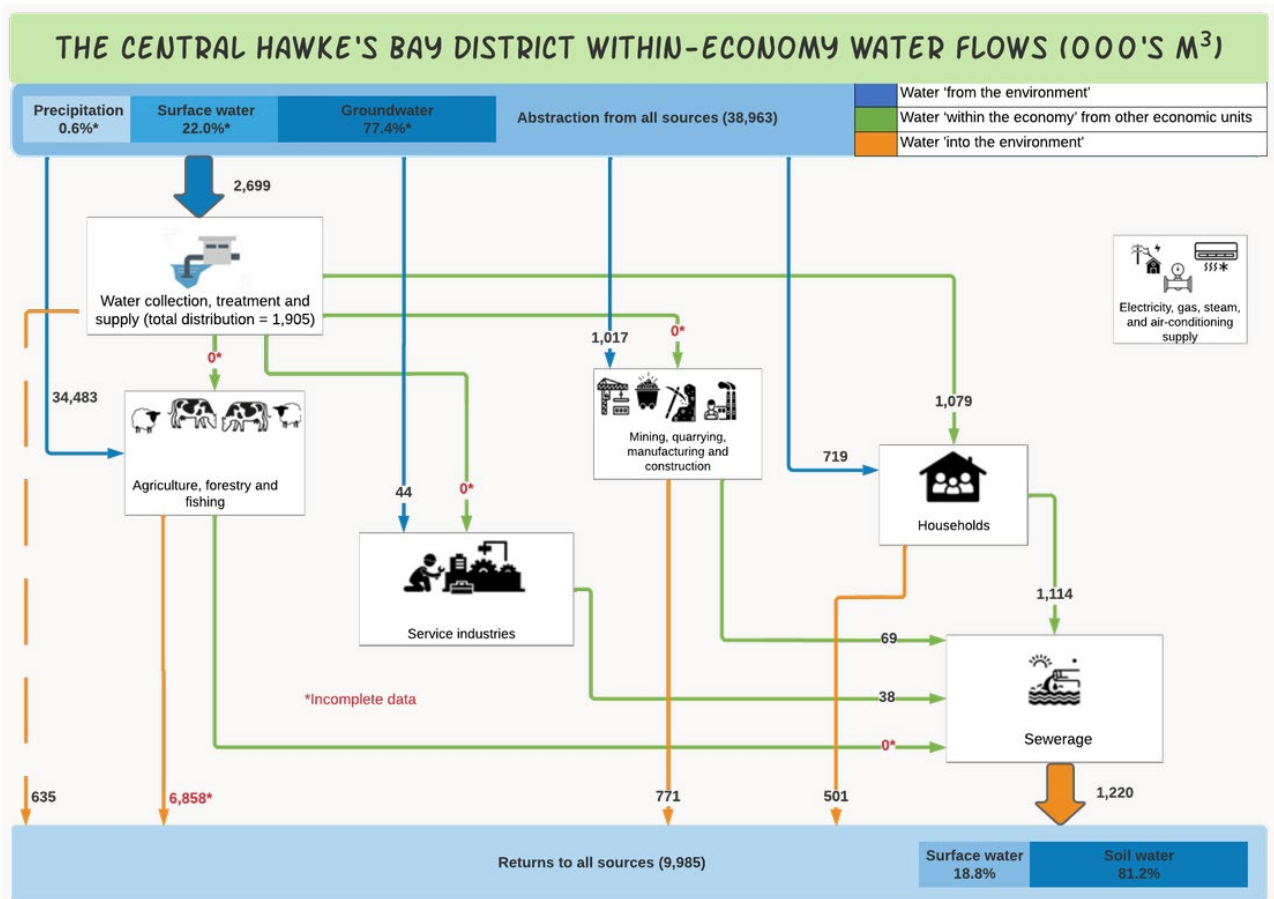 THE CENTRAL HAWKE'S BAY DISTRICT WITHIN-ECONOMY WATER FLOWS (000'S M³)
Precipitation
0.6%*
Surface water
22.0%*
Groundwater
77.4%*
Abstraction from all sources (38,963)
Water 'from the environment'
Water 'within the economy' from other economic units
Water 'into the environment'
2,699
Water collection, treatment and
supply (total distribution = 1,905)
Electricity, gas, steam,
and air-conditioning
supply
0*
1,017
0*
34,483
1,079
Agriculture, forestry and
fishing
Mining, quarrying,
manufacturing and
construction
719
44
0*
Households
Service industries
1,114
69
*Incomplete data
38
Sewerage
0*
635
6,858*
771
501
1,220
Returns to all sources (9,985)
Surface water
18.8%
Soil water
81.2%